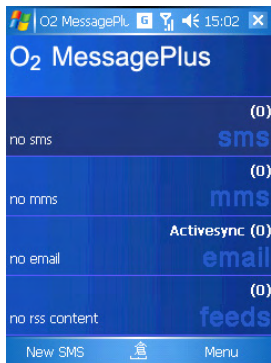 O2 MessagePlu G 15:02
O2 MessagePlus
(0)
no sms sms
(0)
no mms mms
Activesync (0)
no email email
(0)
no rss content feeds
New SMS Menu